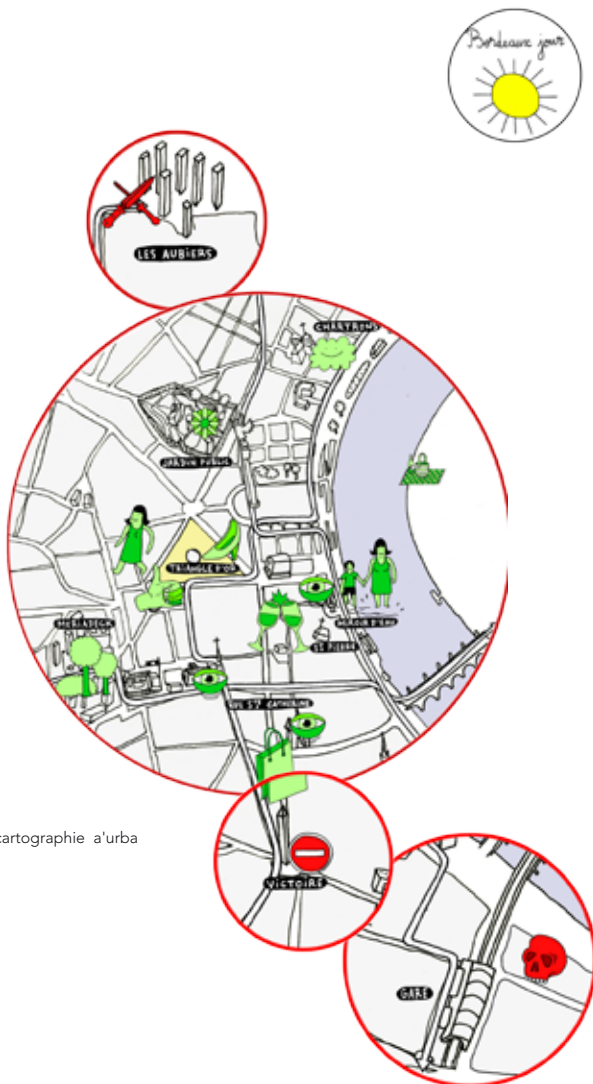 Bordeaux jour
LES AUBIERS
CHARTRONS
JARDIN PUBLIC
TRIANGLE D'OR
MERIADECK
MIROIR D'EAU
ST PIERRE
RUE STE CATHERINE
cartographie a'urba
VICTOIRE
GARE